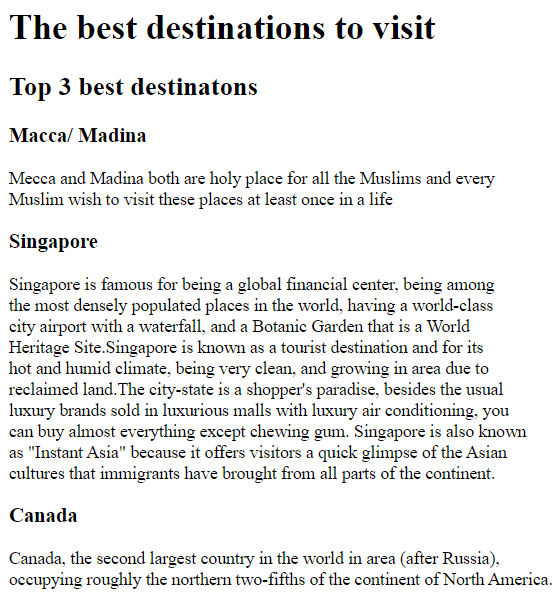 The best destinations to visit
Top 3 best destinatons
Macca/ Madina
Mecca and Madina both are holy place for all the Muslims and every
Muslim wish to visit these places at least once in a life
Singapore
Singapore is famous for being a global financial center, being among
the most densely populated places in the world, having a world-class
city airport with a waterfall, and a Botanic Garden that is a World
Heritage Site.Singapore is known as a tourist destination and for its
hot and humid climate, being very clean, and growing in area due to
reclaimed land.The city-state is a shopper's paradise, besides the usual
luxury brands sold in luxurious malls with luxury air conditioning, you
can buy almost everything except chewing gum. Singapore is also known
as "Instant Asia" because it offers visitors a quick glimpse of the Asian
cultures that immigrants have brought from all parts of the continent.
Canada
Canada, the second largest country in the world in area (after Russia),
occupying roughly the northern two-fifths of the continent of North America.